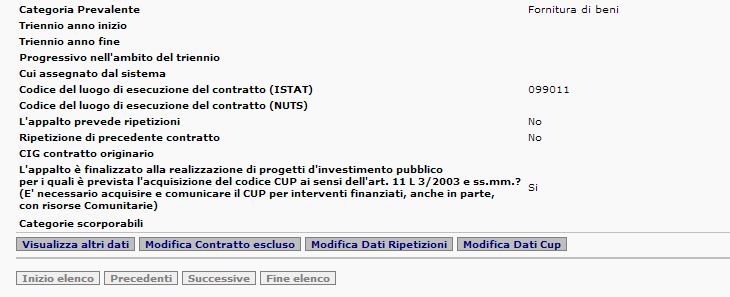 Categoria Prevalente Fornitura di beni
Triennio anno inizio
Triennio anno fine
Progressivo nell'ambito del triennio
Cui assegnato dal sistema
Codice del luogo di esecuzione del contratto (ISTAT) 099011
Codice del luogo di esecuzione del contratto (NUTS)
L'appalto prevede ripetizioni No
Ripetizione di precedente contratto No
CIG contratto originario
L'appalto è finalizzato alla realizzazione di progetti d'investimento pubblico
per i quali è prevista l'acquisizione del codice CUP ai sensi dell'art. 11 L 3/2003 e ss.mm.? Si
(E' necessario acquisire e comunicare il CUP per interventi finanziati, anche in parte,
con risorse Comunitarie)
Categorie scorporabili
Visualizza altri dati Modifica Contratto escluso Modifica Dati Ripetizioni Modifica Dati Cup
Inizio elenco Precedenti Successive Fine elenco